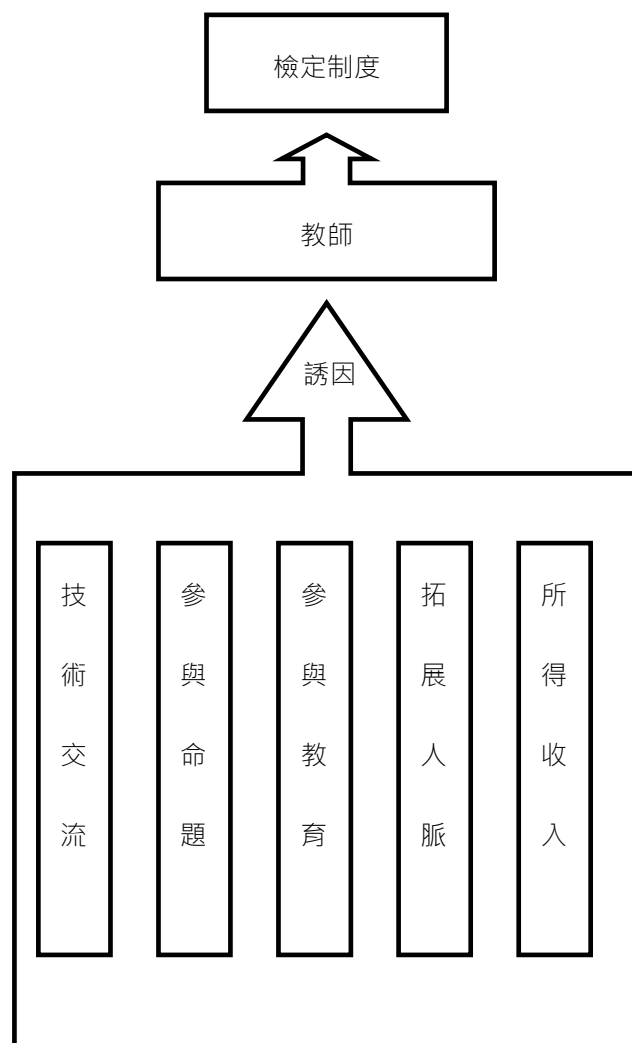 檢定制度
教師
誘因
技術交流
參與命題
參與教育
拓展人脈
所得收入